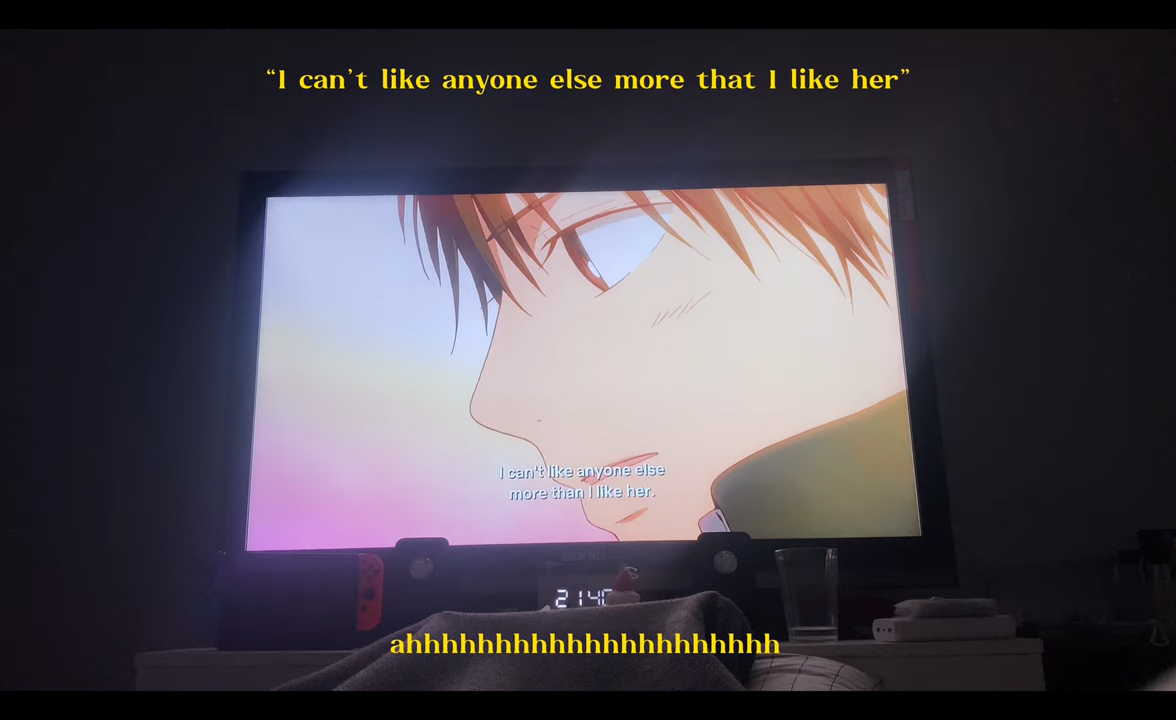 “I can't like anyone else more that I like her”
I can't like anyone else
more than I like her.
2140
ahhhhhhhhhhhhhhhhhhhhh